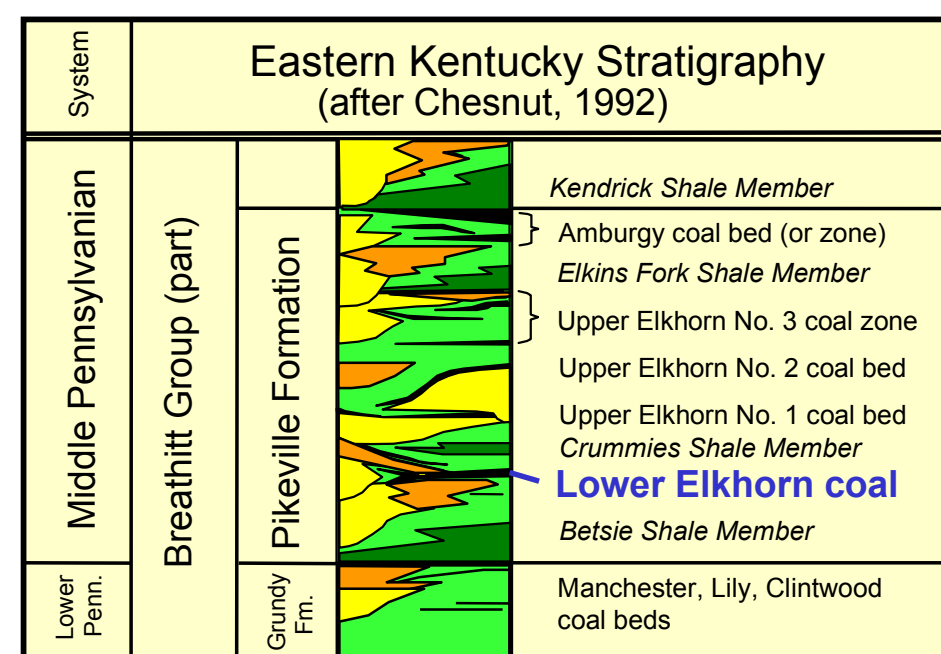 System
Eastern Kentucky Stratigraphy
(after Chesnut, 1992)
Middle Pennsylvanian
Lower
Penn.
Breathitt Group (part)
Pikeville Formation
Grundy
Fm.
Kendrick Shale Member
Amburgy coal bed (or zone)
Elkins Fork Shale Member
Upper Elkhorn No. 3 coal zone
Upper Elkhorn No. 2 coal bed
Upper Elkhorn No. 1 coal bed
Crummies Shale Member
Lower Elkhorn coal
Betsie Shale Member
Manchester, Lily, Clintwood
coal beds